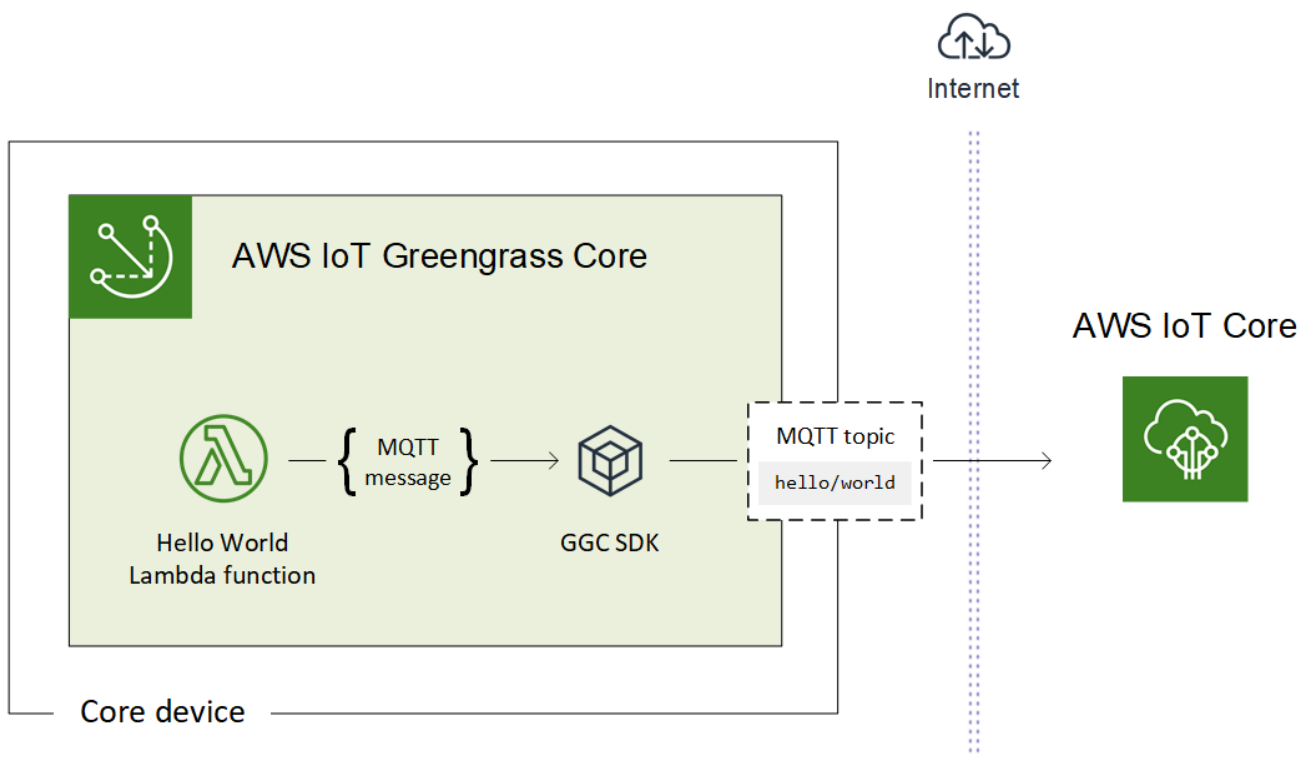 Internet
AWS IoT Greengrass Core
AWS IoT Core
MQTT
message
MQTT topic
hello/world
Hello World
Lambda function
GGC SDK
Core device